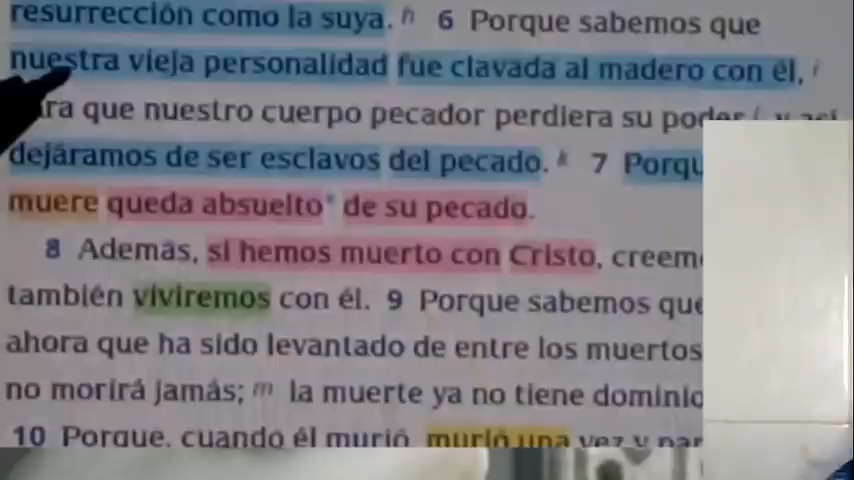 resurrección como la suya. h 6 Porque sabemos que
nuestra vieja personalidad fue clavada al madero con él, i
que nuestro cuerpo pecador perdiera su poder j y así
dejáramos de ser esclavos del pecado. k 7
muere queda absuelto* de su pecado.
8 Además, si hemos muerto con Cristo,
también viviremos con él. 9 Porque sabemos que
ahora que ha sido levantado de entre los muertos
no morirá jamás; m la muerte ya no tiene dominio
10 Porque, cuando él murió, murió una vez y